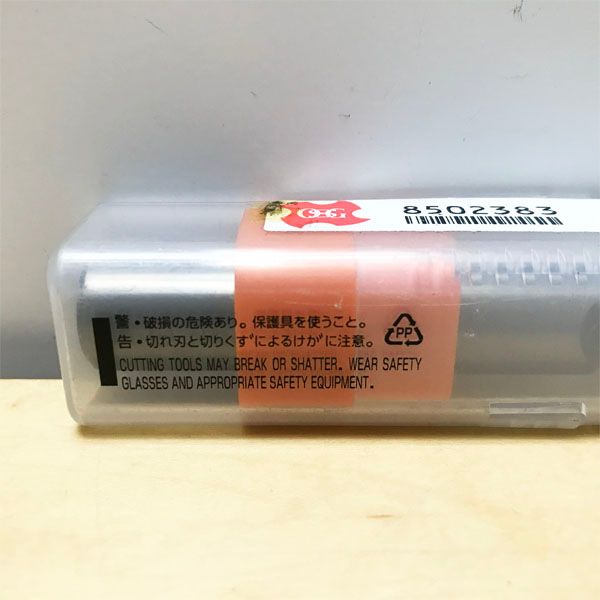 OSG
8502383
警・破損の危険あり。保護具を使うこと。
告・切れ刃と切りくずによるけがに注意。
CUTTING TOOLS MAY BREAK OR SHATTER. WEAR SAFETY
GLASSES AND APPROPRIATE SAFETY EQUIPMENT.
PP